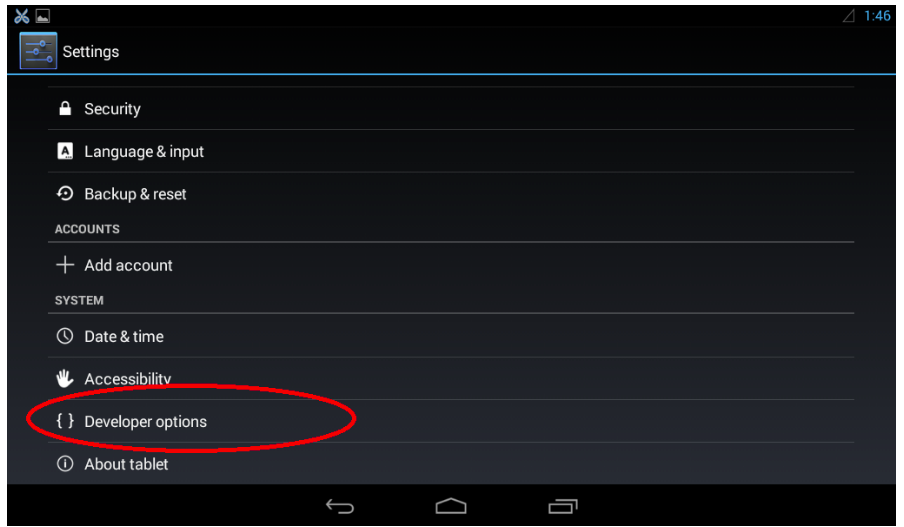 1:46
Settings
Security
Language & input
Backup & reset
ACCOUNTS
Add account
SYSTEM
Date & time
Accessibility
{ } Developer options
About tablet